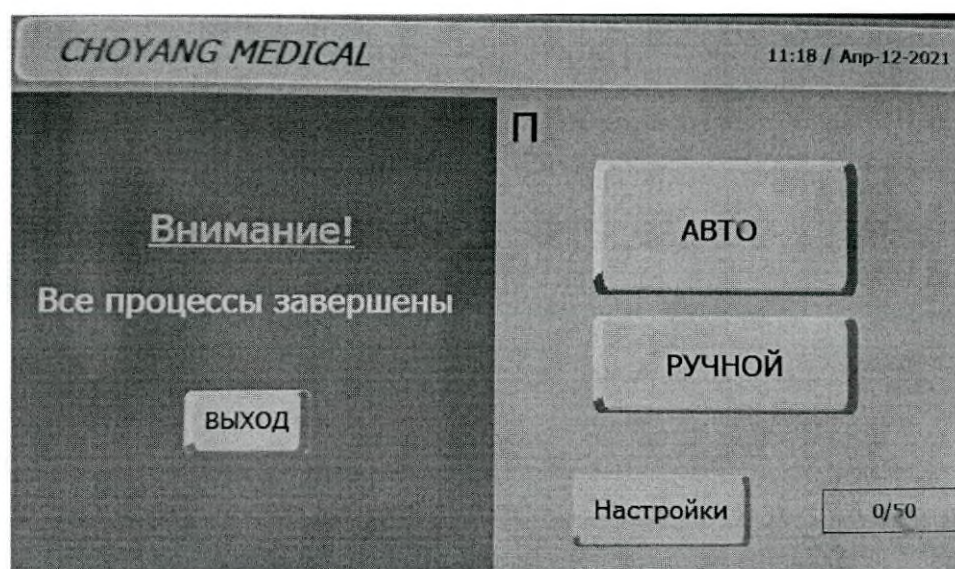 CHOYANG MEDICAL
11:18 / Апр-12-2021
Внимание!
Все процессы завершены
ВЫХОД
П
АВТО
РУЧНОЙ
Настройки
0/50